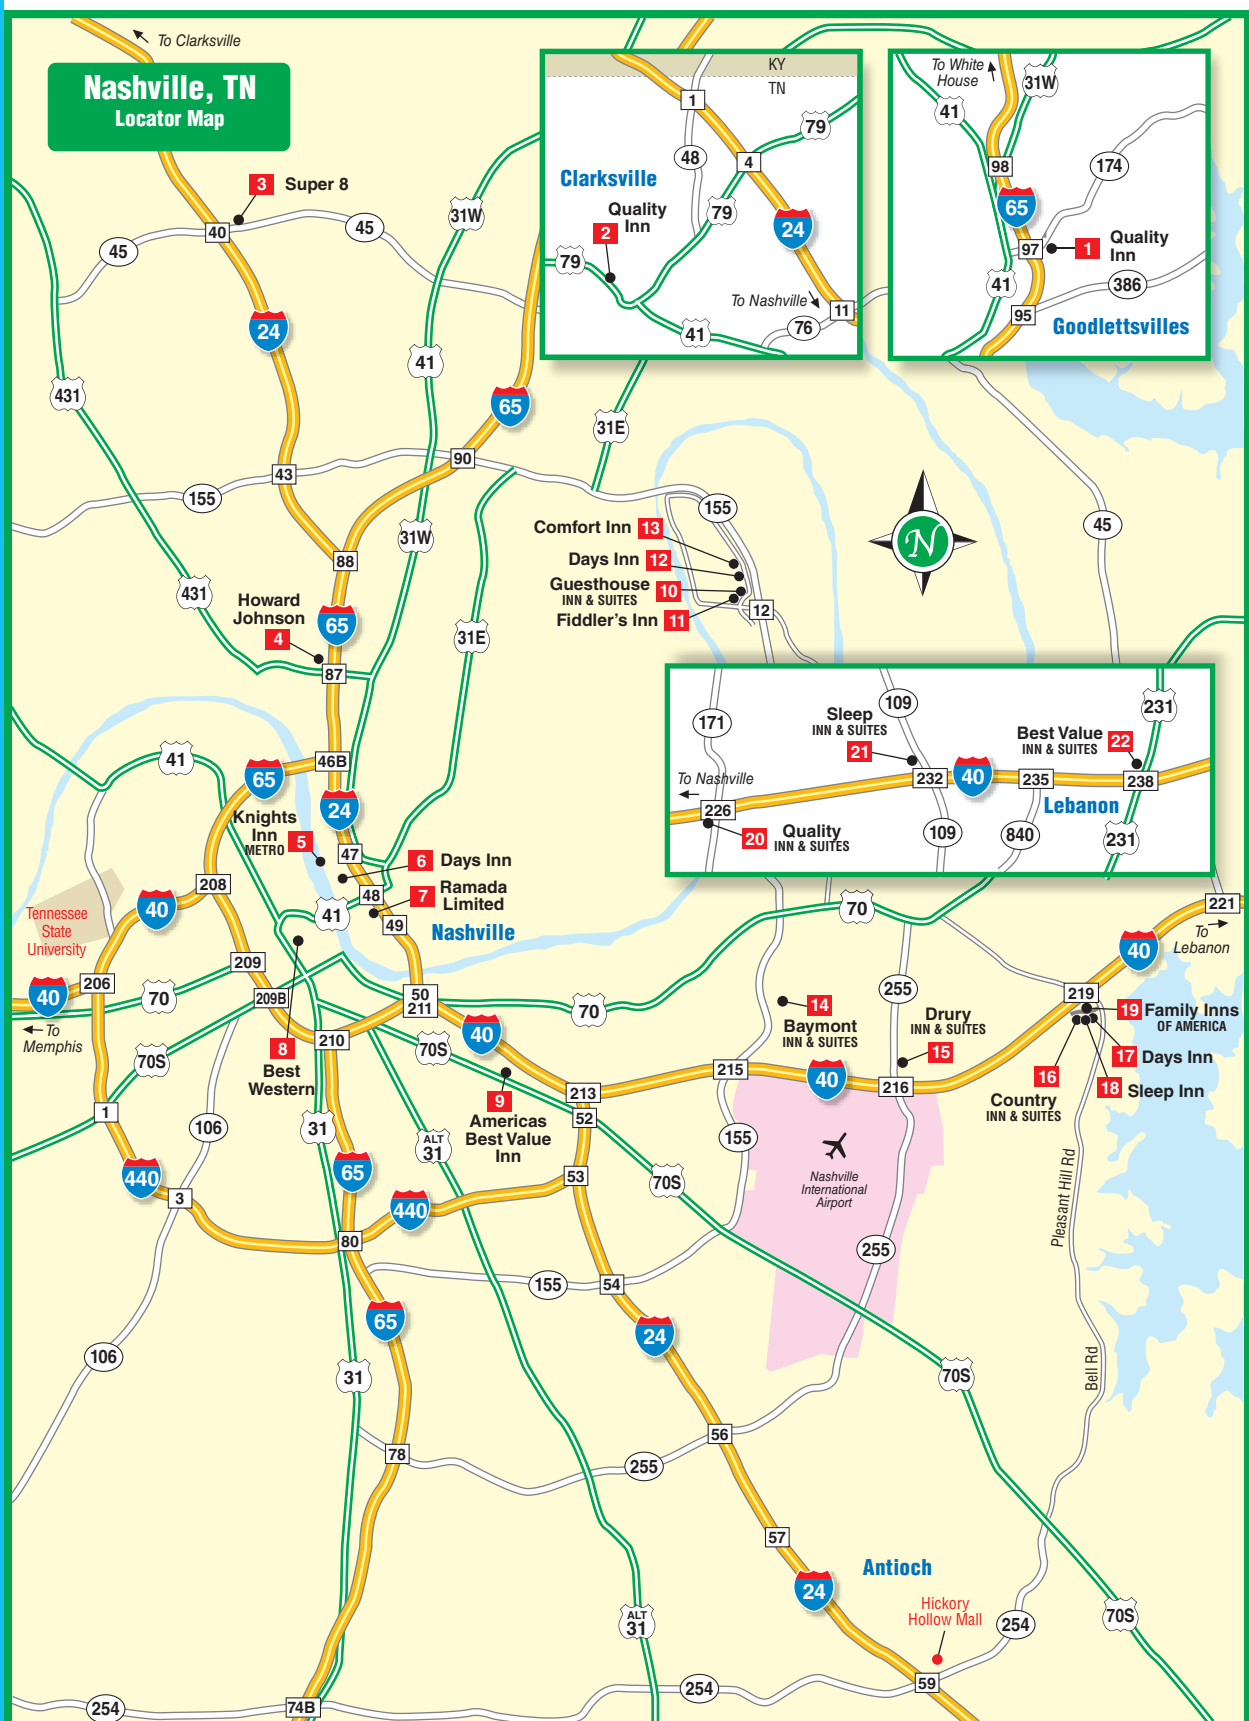 To Clarksville
Nashville, TN
Locator Map
3 Super 8
40
45
45
24
31W
41
431
65
90
43
155
31E
88
31W
431
Howard
Johnson
4
65
87
31E
155
Comfort Inn 13
Days Inn 12
Guesthouse 10
INN & SUITES
Fiddler's Inn 11
12
N
45
KY
TN
1
79
48
4
Clarksville
Quality
Inn
2
79
24
79
To Nashville
11
41
76
To White
House
31W
41
98
174
65
97
1 Quality
Inn
41
386
95
Goodlettsvilles
171
109
231
Sleep
INN & SUITES
21
Best Value
INN & SUITES
22
To Nashville
226
232
40
235
238
Lebanon
20 Quality
INN & SUITES
109
840
231
41
65
46B
24
Knights
Inn
METRO
5
47
6 Days Inn
208
48
7 Ramada
Limited
40
41
49
Nashville
Tennessee
State
University
70
221
To
Lebanon
40
209
206
40
70
209B
50
211
70
255
219
To
Memphis
14
Baymont
INN & SUITES
Drury
INN & SUITES
15
19 Family Inns
OF AMERICA
17 Days Inn
16
Country
INN & SUITES
18 Sleep Inn
210
70S
40
70S
8
Best
Western
215
40
216
213
9
Americas
Best Value
Inn
1
52
106
31
ALT
31
155
Nashville
International
Airport
Pleasant Hill Rd
440
65
53
70S
3
440
80
255
155
54
65
24
106
31
70S
Bell Rd
56
78
255
57
24
Antioch
Hickory
Hollow Mall
ALT
31
254
70S
59
254
254
74B